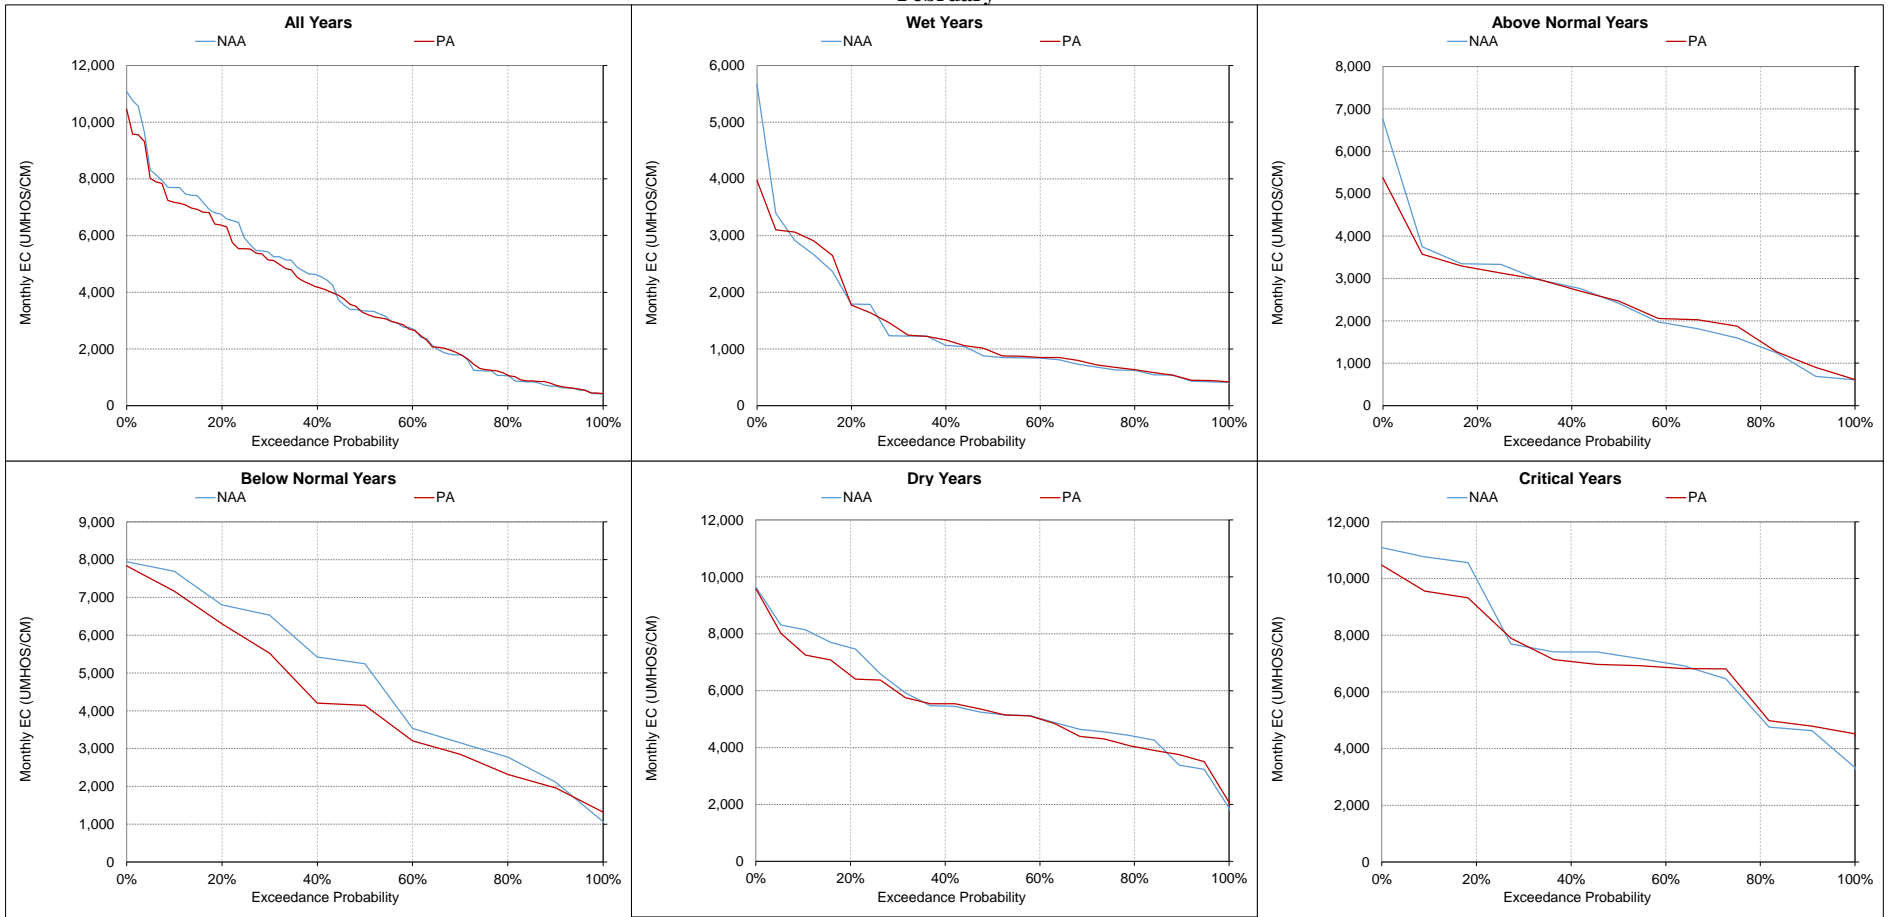 February
All Years
NAA PA
12,000
10,000
8,000
6,000
4,000
2,000
0
Monthly EC (UMHOS/CM)
0% 20% 40% 60% 80% 100%
Exceedance Probability
Wet Years
NAA PA
6,000
5,000
4,000
3,000
2,000
1,000
0
Monthly EC (UMHOS/CM)
0% 20% 40% 60% 80% 100%
Exceedance Probability
Above Normal Years
NAA PA
8,000
7,000
6,000
5,000
4,000
3,000
2,000
1,000
0
Monthly EC (UMHOS/CM)
0% 20% 40% 60% 80% 100%
Exceedance Probability
Below Normal Years
NAA PA
9,000
8,000
7,000
6,000
5,000
4,000
3,000
2,000
1,000
0
Monthly EC (UMHOS/CM)
0% 20% 40% 60% 80% 100%
Exceedance Probability
Dry Years
NAA PA
12,000
10,000
8,000
6,000
4,000
2,000
0
Monthly EC (UMHOS/CM)
0% 20% 40% 60% 80% 100%
Exceedance Probability
Critical Years
NAA PA
12,000
10,000
8,000
6,000
4,000
2,000
0
Monthly EC (UMHOS/CM)
0% 20% 40% 60% 80% 100%
Exceedance Probability